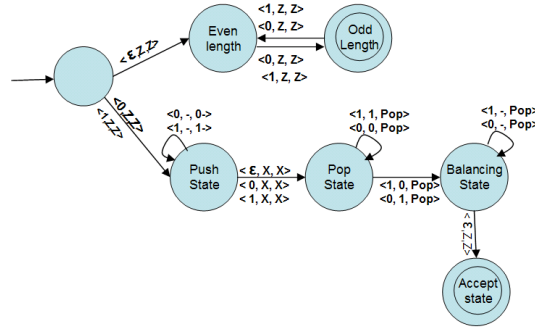 <1, Z, Z>
<0, Z, Z>
Even
length
Odd
Length
<0, Z, Z>
<1, Z, Z>
<ε,Z,Z>
<0,Z,Z>
<1,Z,Z>
<0, -, 0->
<1, -, 1->
Push
State
< ε, X, X>
< 0, X, X>
< 1, X, X>
<1, 1, Pop>
<0, 0, Pop>
Pop
State
<1, 0, Pop>
<0, 1, Pop>
<1, -, Pop>
<0, -, Pop>
Balancing
State
< ε,Z,Z>
Accept
state